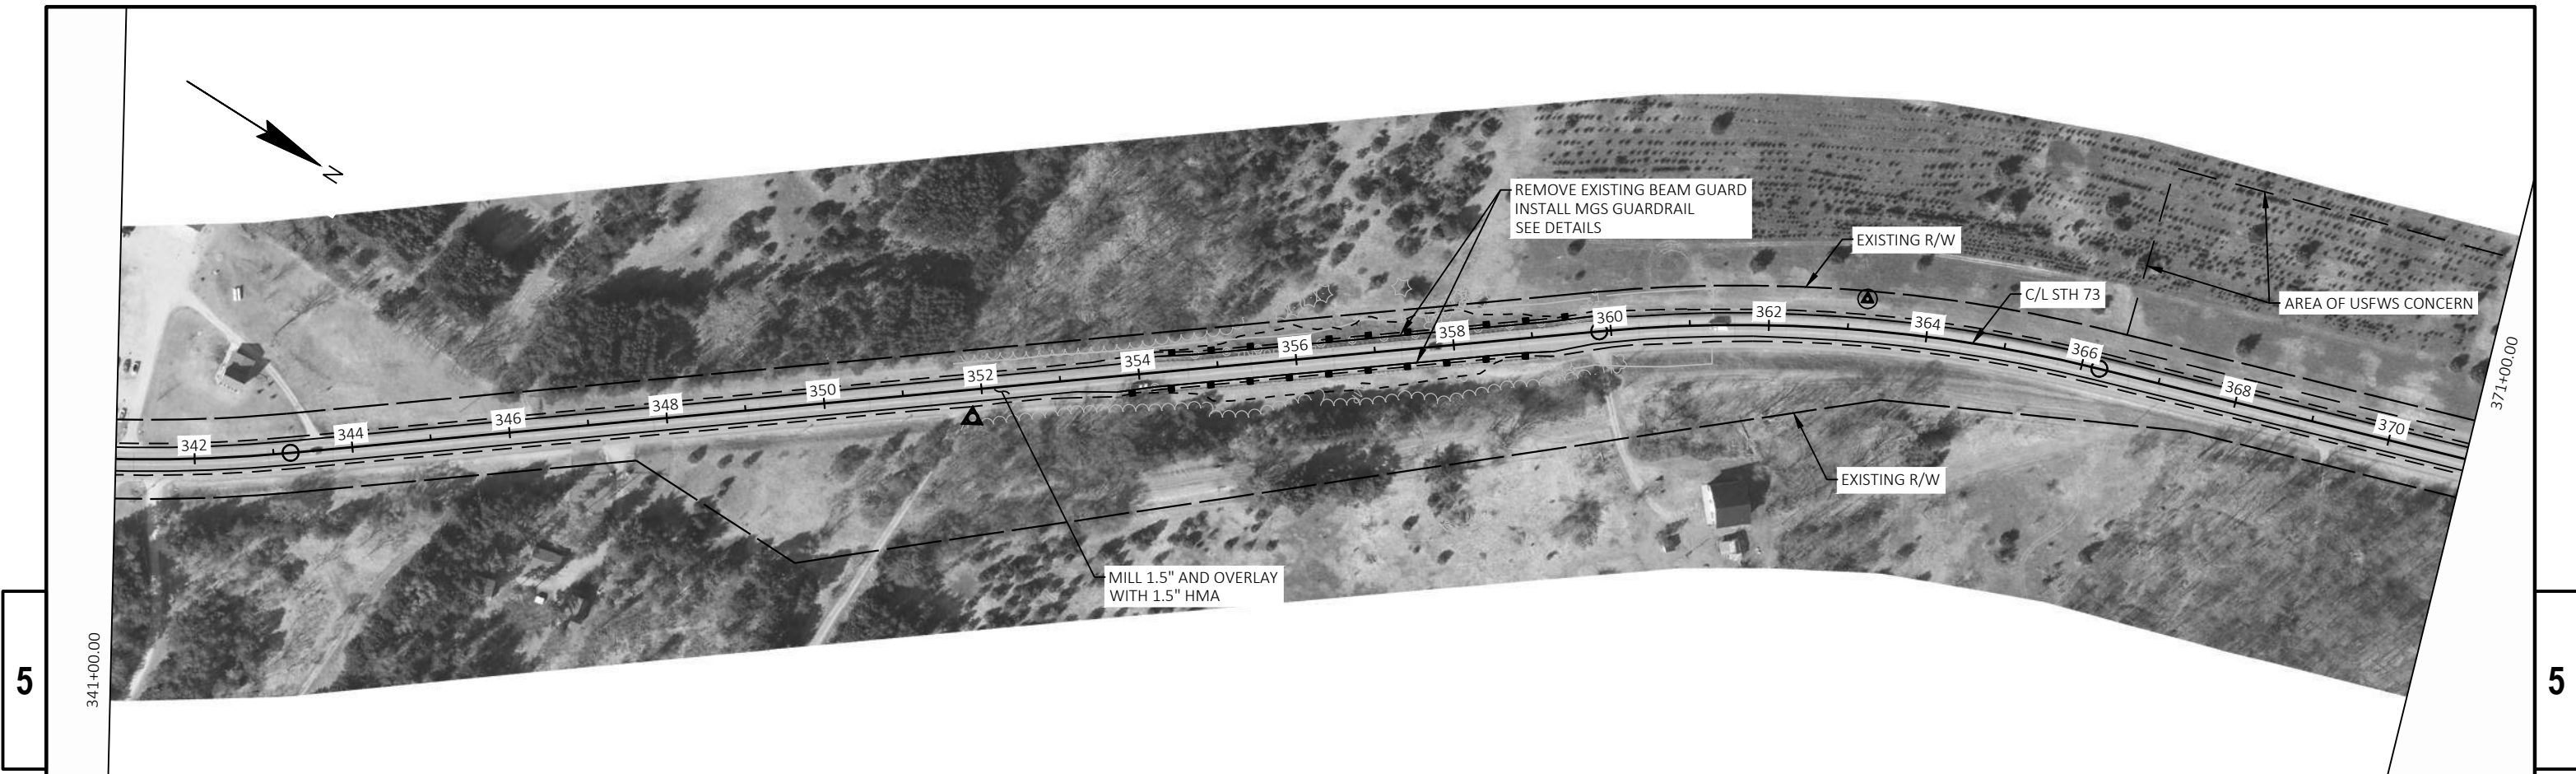 N
REMOVE EXISTING BEAM GUARD
INSTALL MGS GUARDRAIL
SEE DETAILS
EXISTING R/W
C/L STH 73
AREA OF USFWS CONCERN
342
344
346
348
350
352
354
356
358
360
362
364
366
368
370
371+00.00
EXISTING R/W
MILL 1.5" AND OVERLAY
WITH 1.5" HMA
341+00.00
5
5